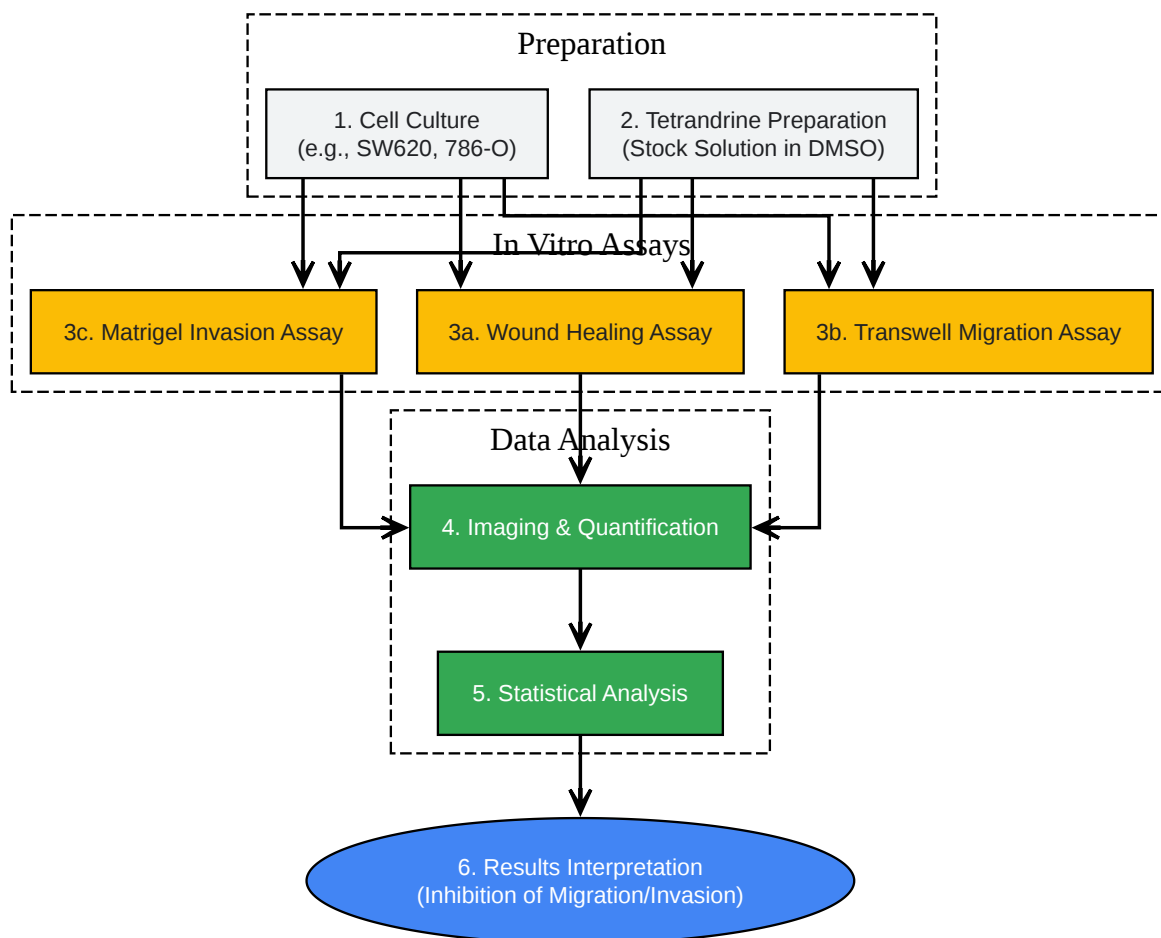 Preparation
1. Cell Culture
(e.g., SW620, 786-O)
2. Tetrandrine Preparation
(Stock Solution in DMSO)
In Vitro Assays
3c. Matrigel Invasion Assay
3a. Wound Healing Assay
3b. Transwell Migration Assay
Data Analysis
4. Imaging & Quantification
5. Statistical Analysis
6. Results Interpretation
(Inhibition of Migration/Invasion)